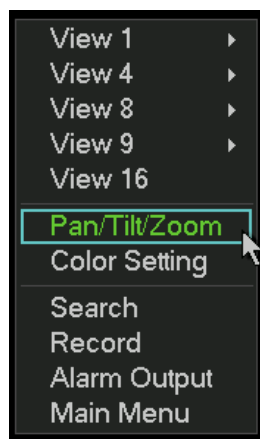 View 1
View 4
View 8
View 9
View 16
Pan/Tilt/Zoom
Color Setting
Search
Record
Alarm Output
Main Menu